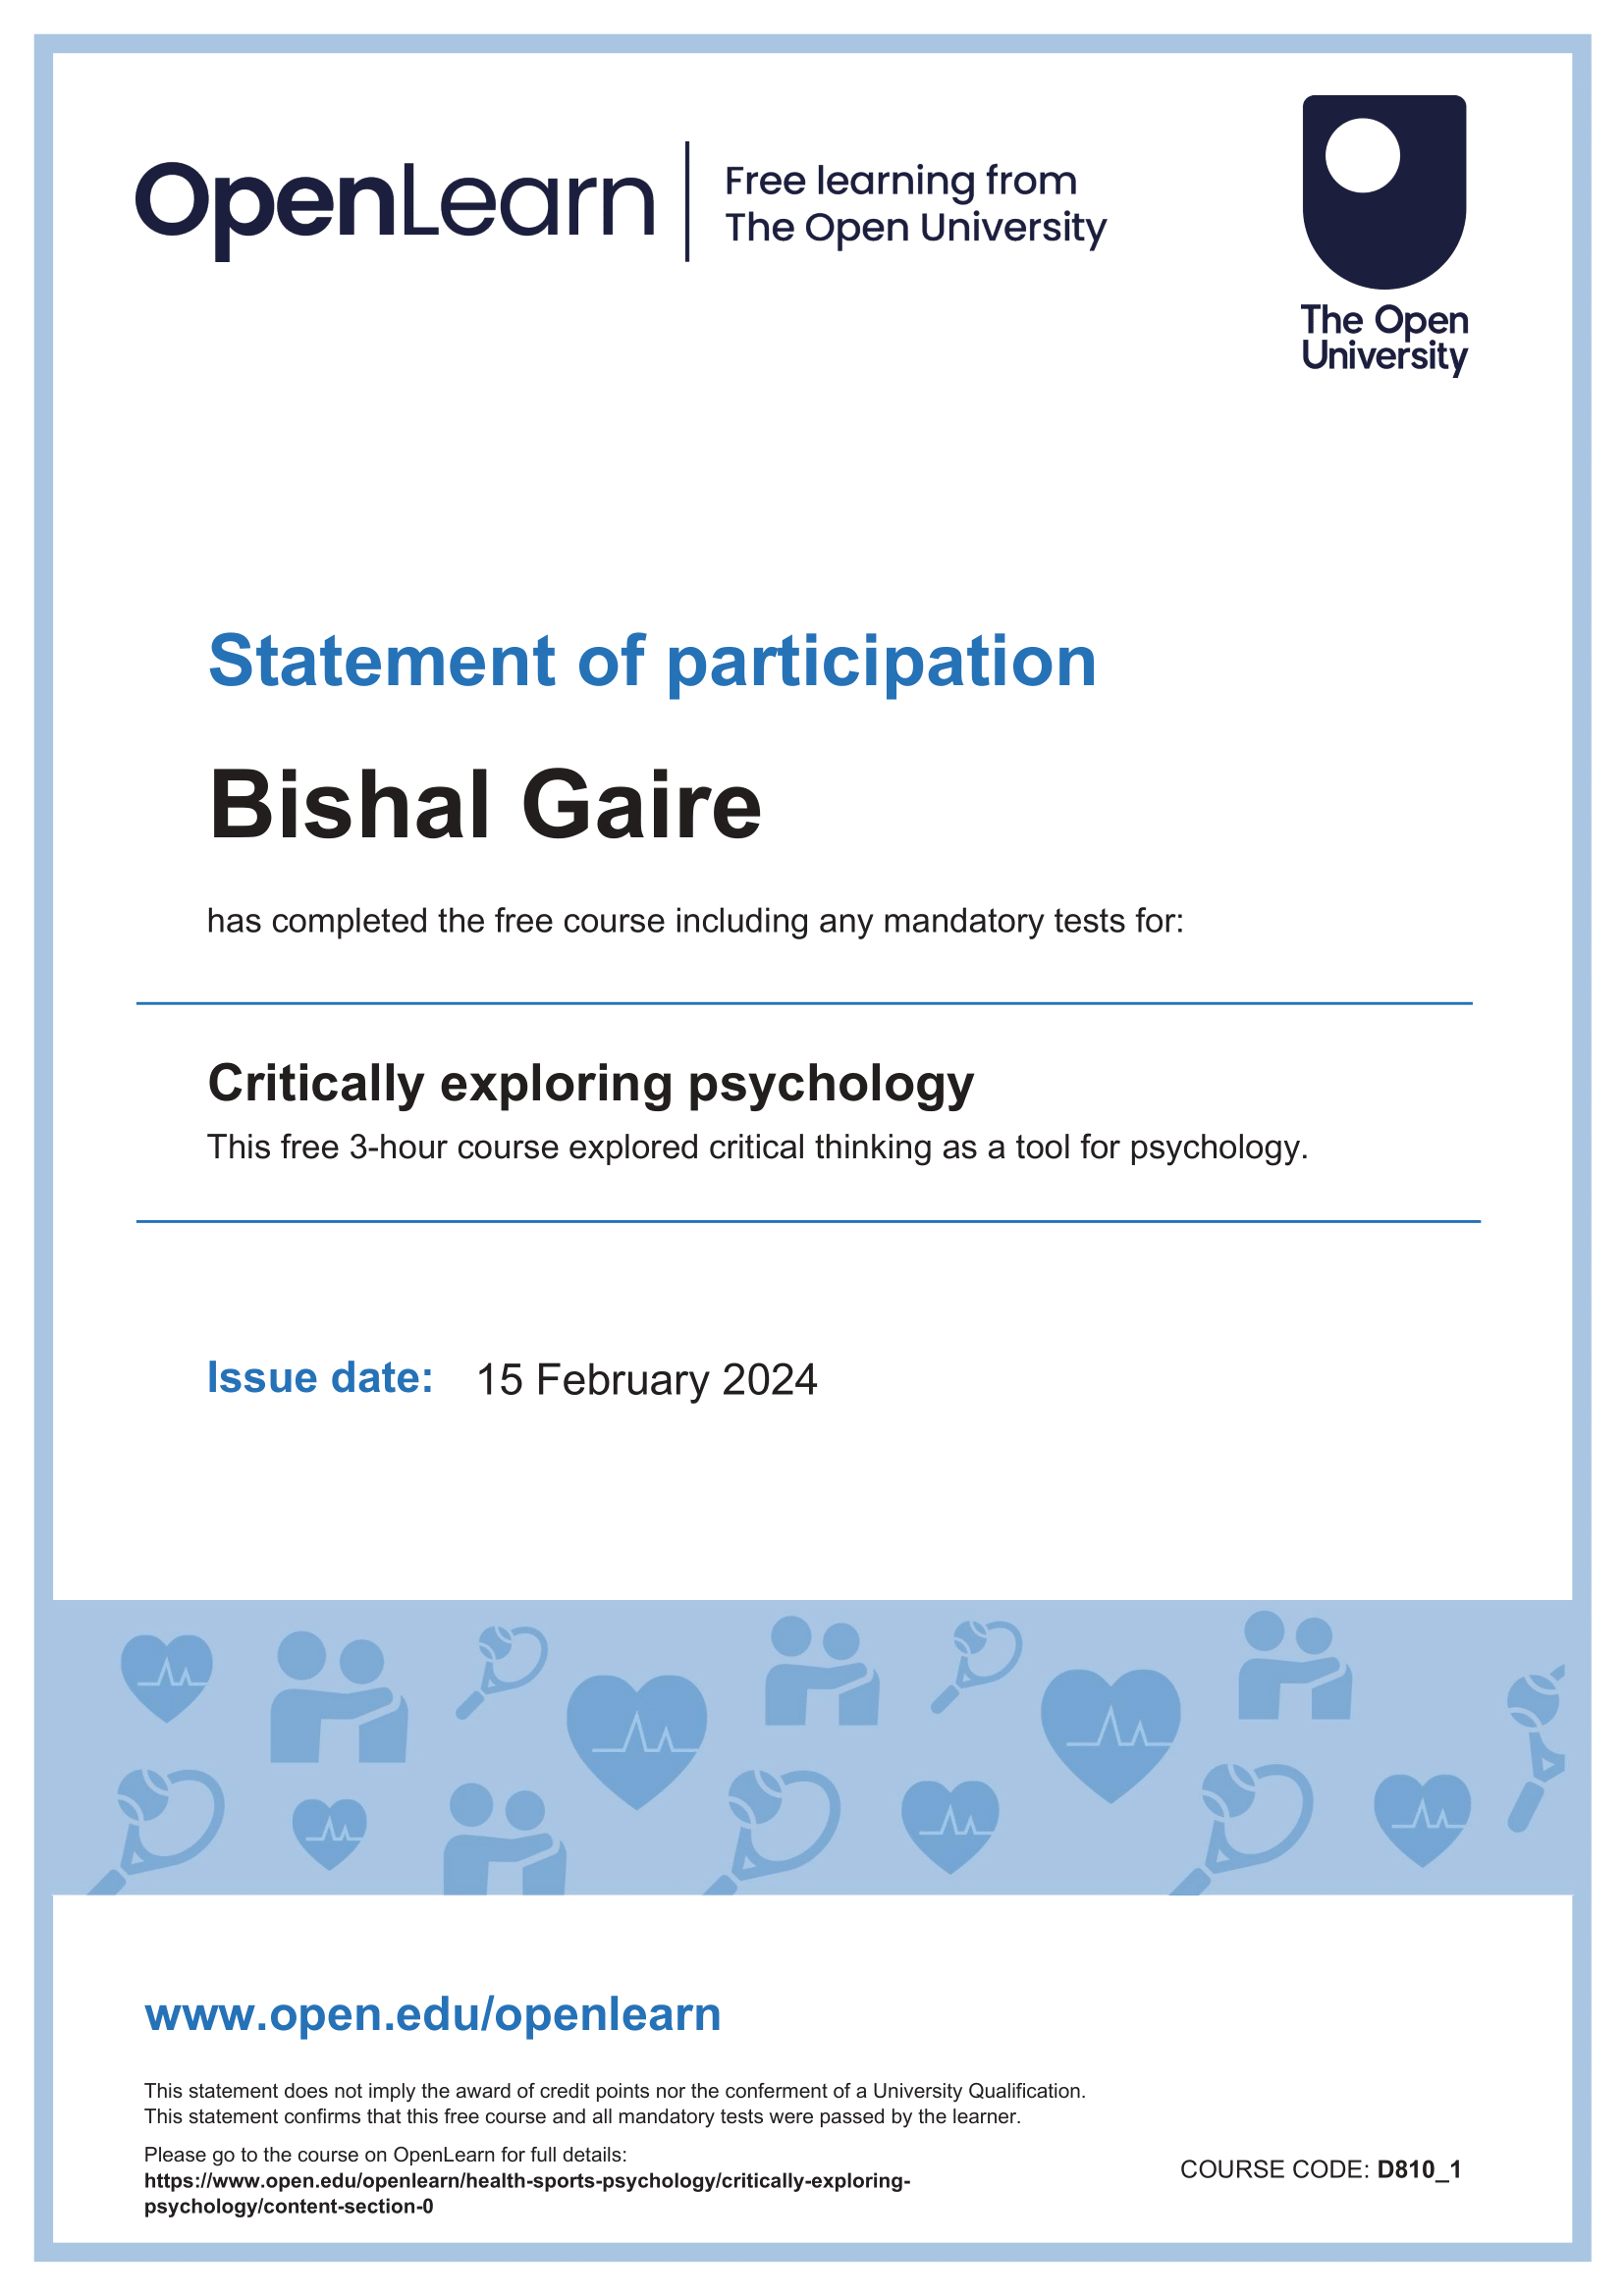 OpenLearn
Free learning from
The Open University
The Open
University
Statement of participation
Bishal Gaire
has completed the free course including any mandatory tests for:
Critically exploring psychology
This free 3-hour course explored critical thinking as a tool for psychology.
Issue date: 15 February 2024
www.open.edu/openlearn
This statement does not imply the award of credit points nor the conferment of a University Qualification.
This statement confirms that this free course and all mandatory tests were passed by the learner.
Please go to the course on OpenLearn for full details:
https://www.open.edu/openlearn/health-sports-psychology/critically-exploring-
psychology/content-section-0
COURSE CODE: D810_1